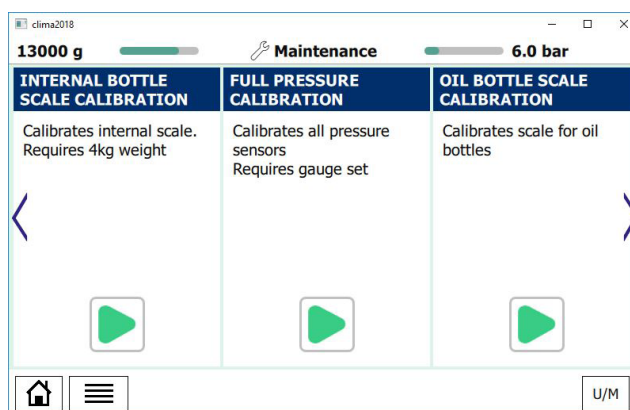 clima2018
13000 g
Maintenance
6.0 bar
INTERNAL BOTTLE
SCALE CALIBRATION
Calibrates internal scale.
Requires 4kg weight
FULL PRESSURE
CALIBRATION
Calibrates all pressure
sensors
Requires gauge set
OIL BOTTLE SCALE
CALIBRATION
Calibrates scale for oil
bottles
U/M